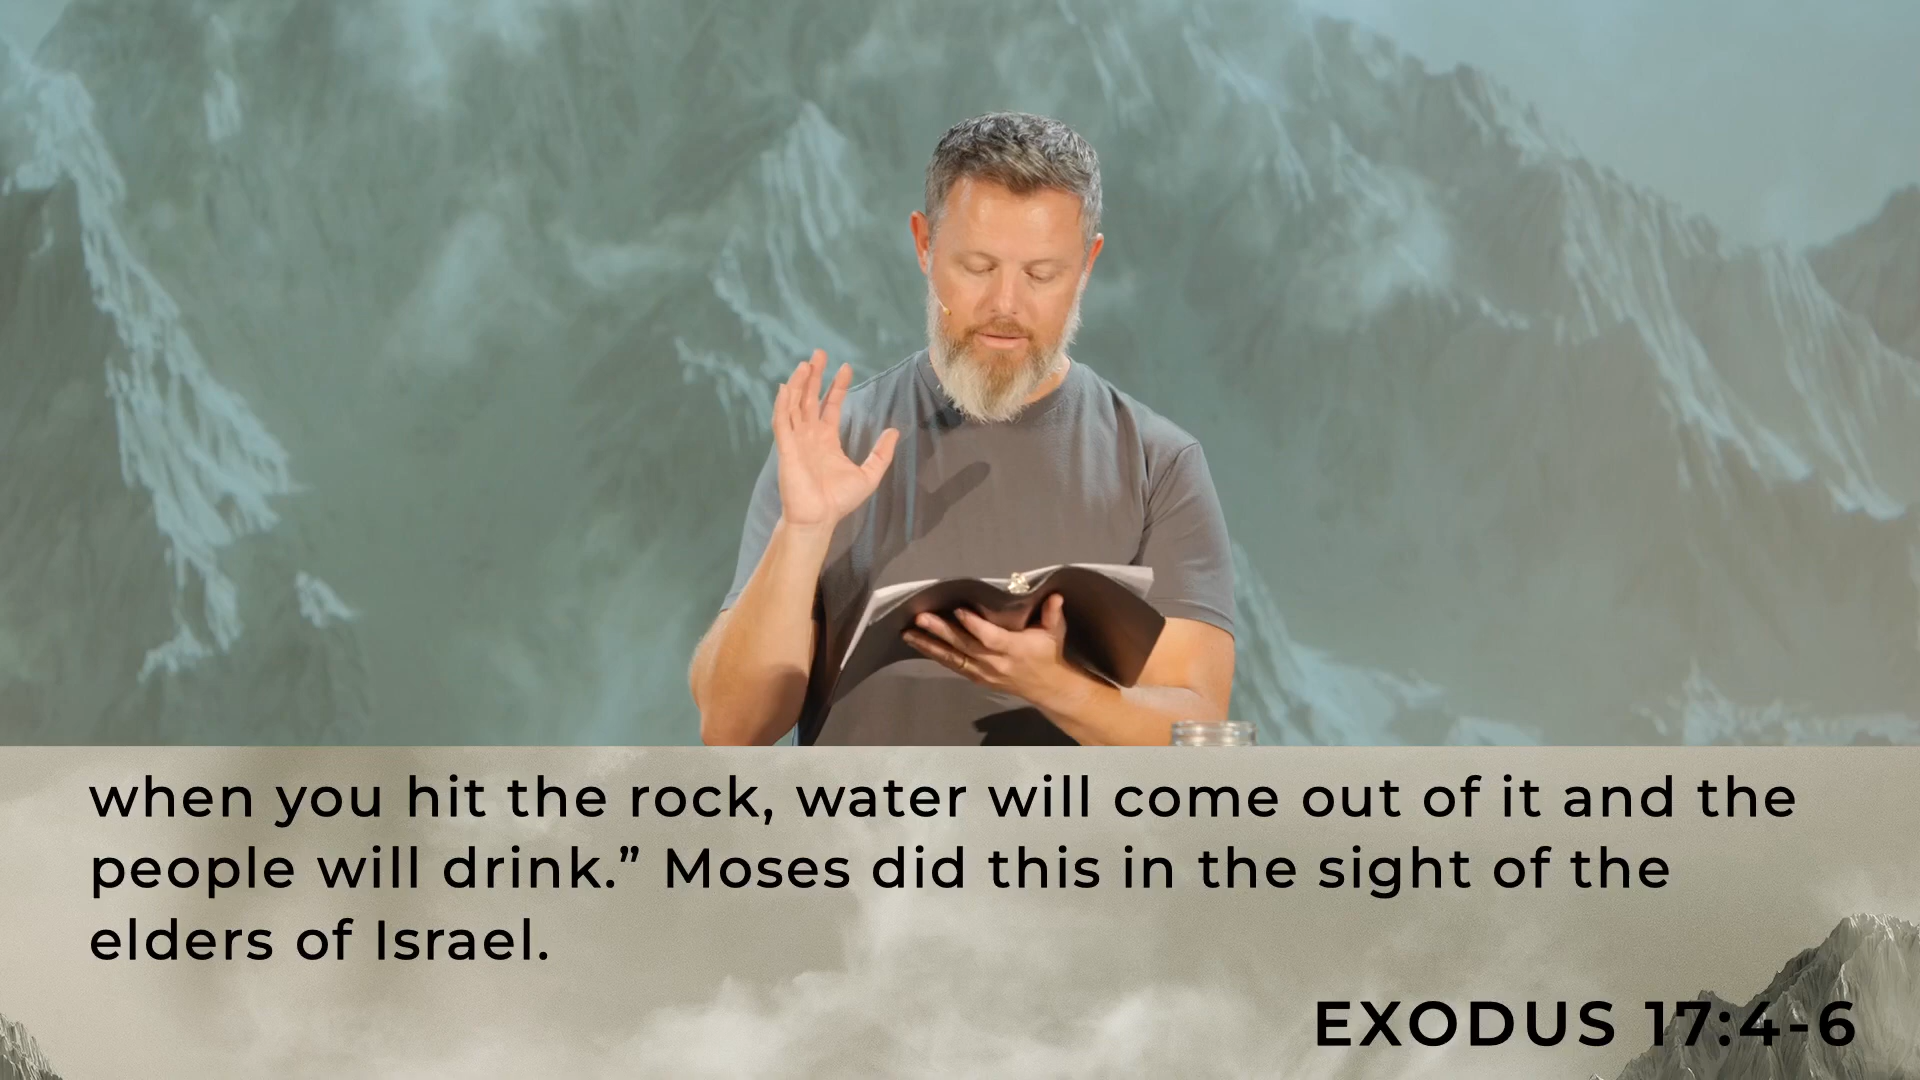 when you hit the rock, water will come out of it and the
people will drink.” Moses did this in the sight of the
elders of Israel.
EXODUS 17:4-6